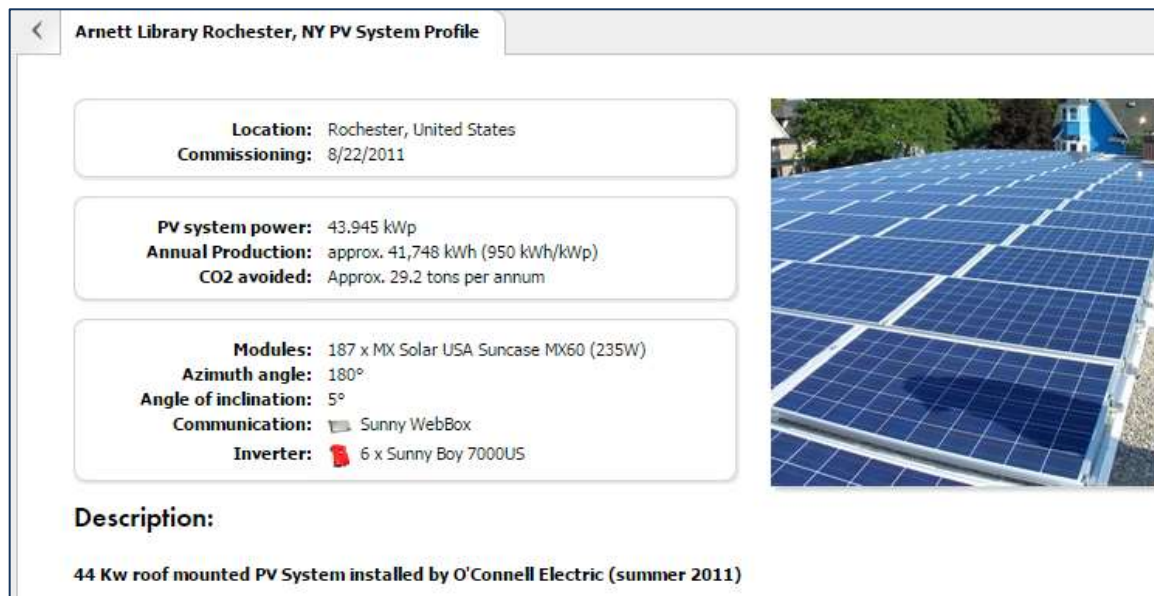 Arnett Library Rochester, NY PV System Profile
Location: Rochester, United States
Commissioning: 8/22/2011
PV system power: 43.945 kWp
Annual Production: approx. 41,748 kWh (950 kWh/kWp)
CO2 avoided: Approx. 29.2 tons per annum
Modules: 187 x MX Solar USA Suncase MX60 (235W)
Azimuth angle: 180°
Angle of inclination: 5°
Communication: Sunny WebBox
Inverter: 6 x Sunny Boy 7000US
Description:
44 Kw roof mounted PV System installed by O'Connell Electric (summer 2011)